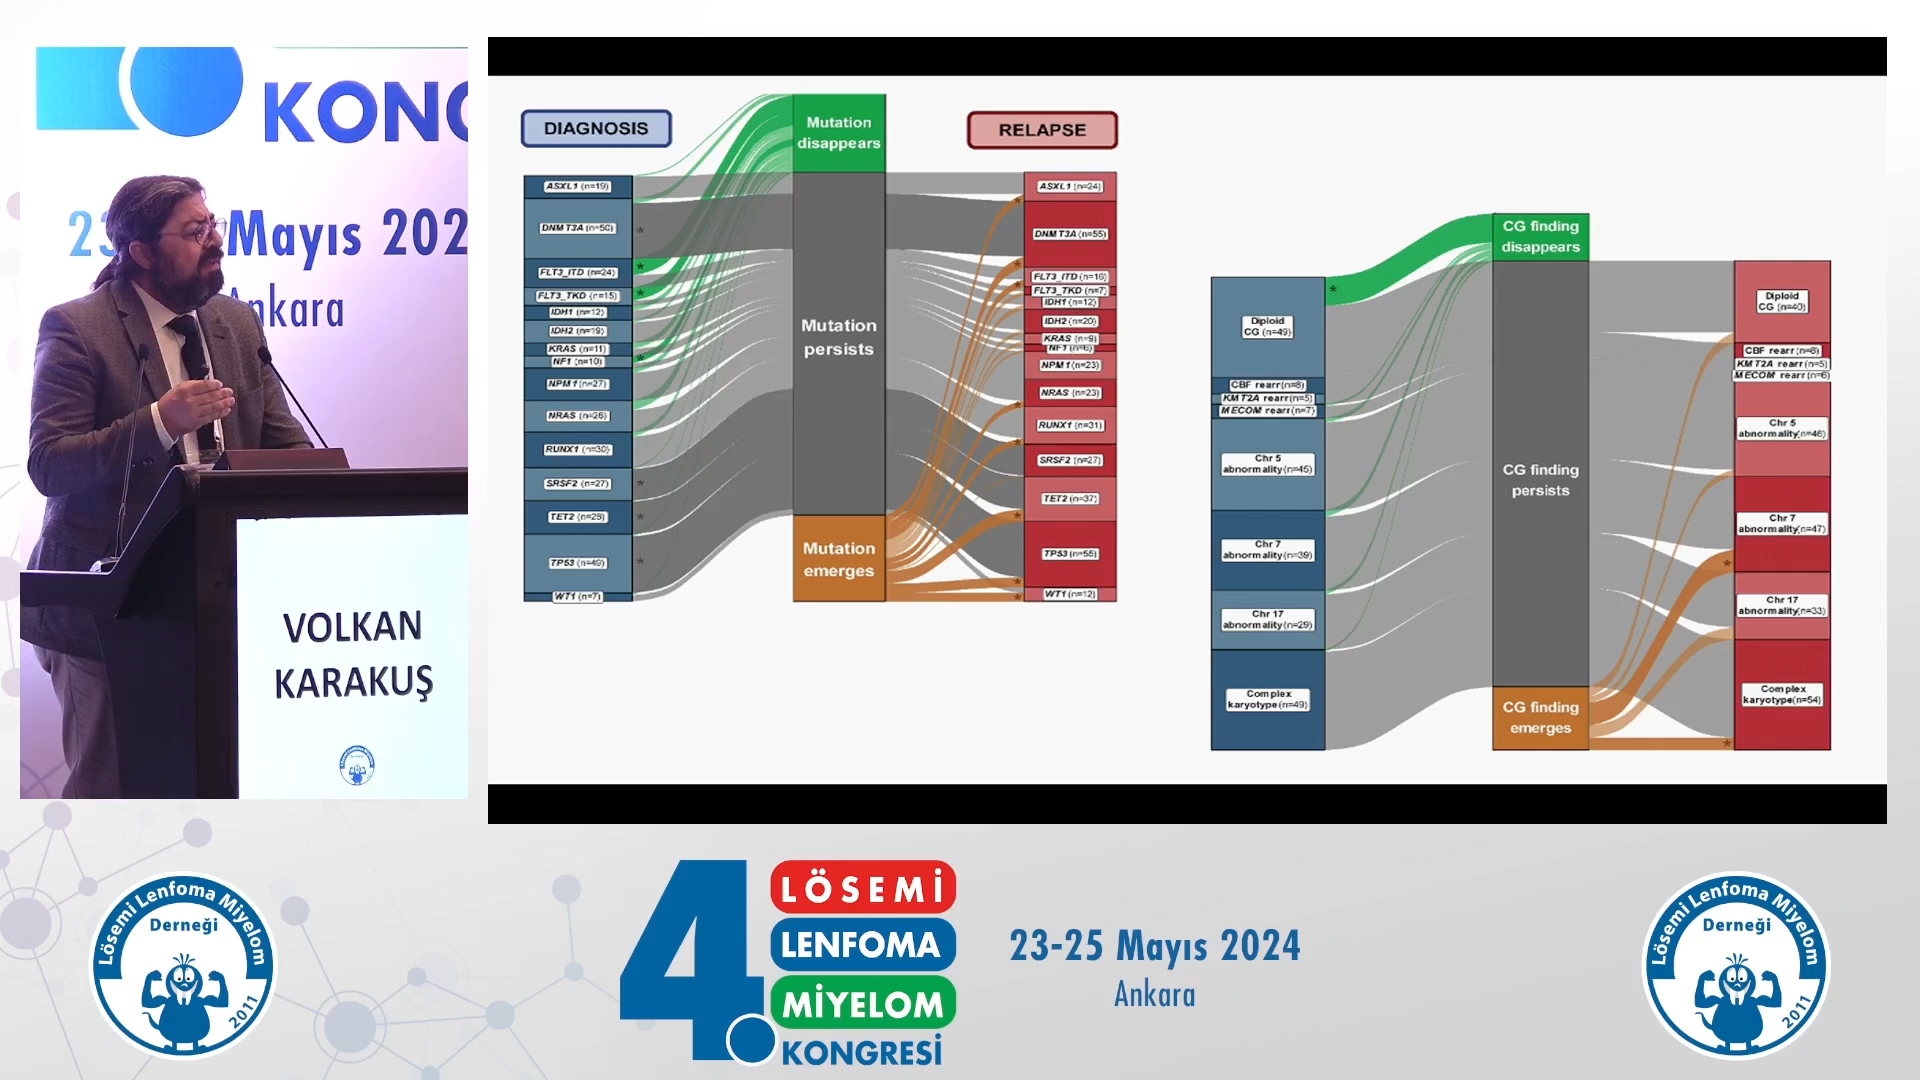 KONG
23
Mayıs 202
Ankara
VOLKAN
KARAKUŞ
DIAGNOSIS
RELAPSE
Mutation
disappears
Mutation
persists
Mutation
emerges
ASXL1 (n=19)
DNMT3A (n=50)
*
FLT3_ITD (n=24)
*
FLT3_TKD (n=15)
*
IDH1 (n=12)
IDH2 (n=19)
KRAS (n=11)
NF1 (n=10)
*
NPM1 (n=27)
NRAS (n=26)
RUNX1 (n=30)
SRSF2 (n=27)
*
TET2 (n=28)
*
TP53 (n=49)
*
WT1 (n=7)
ASXL1 (n=24)
*
DNMT3A (n=55)
*
FLT3_ITD (n=16)
*
FLT3_TKD (n=7)
IDH1 (n=12)
IDH2 (n=20)
KRAS (n=9)
NF1 (n=6)
NPM1 (n=23)
NRAS (n=23)
*
RUNX1 (n=31)
*
SRSF2 (n=27)
TET2 (n=37)
*
TP53 (n=55)
*
WT1 (n=12)
*
CG finding
disappears
CG finding
persists
CG finding
emerges
Diploid
CG (n=49)
*
CBF rearr(n=8)
KMT2A rearr(n=5)
MECOM rearr(n=7)
Chr 5
abnormality(n=45)
Chr 7
abnormality(n=39)
Chr 17
abnormality(n=29)
Complex
karyotype(n=49)
Diploid
CG (n=40)
CBF rearr(n=8)
KMT2A rearr(n=5)
MECOM rearr(n=6)
Chr 5
abnormality(n=46)
Chr 7
abnormality(n=47)
*
Chr 17
abnormality(n=33)
Complex
karyotype(n=54)
*
Lösemi Lenfoma Miyelom
Derneği
2011
4.
LÖSEMİ
LENFOMA
MİYELOM
KONGRESİ
23-25 Mayıs 2024
Ankara
Lösemi Lenfoma Miyelom
Derneği
2011